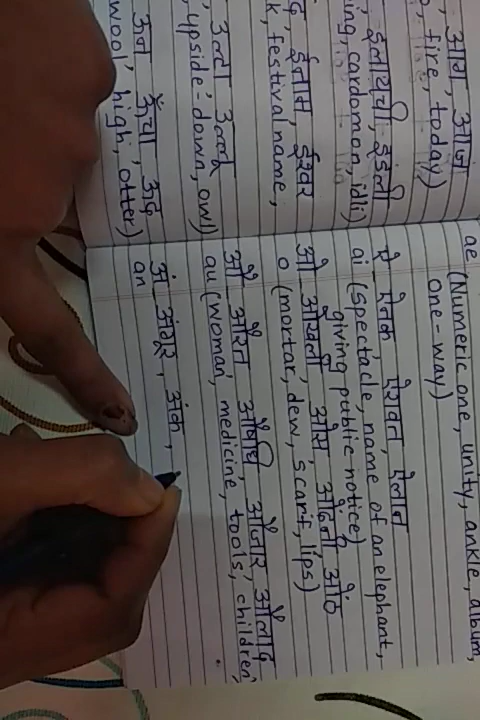 आग, आज
, fire, today)
, इलायची, इडली
ing, cardomon, idli)
ईनाम, ईश्वर
k, festival name,
उल्टा उल्लू
, upside-down, owl)
ऊन ऊँचा, ऊद
wool, high, otter)
ae (Numeric one, unity, ankle, album,
one-way)
ऐ ऐनक, ऐरावत, ऐलान
ai (spectacle, name of an elephant,
giving public notice)
ओ ओखली, ओस, ओढ़नी, ओंठ
o (mortar, dew, scarf, lips)
औ औरत औषधि, औजार, औलाद
au (woman, medicine, tools, children)
अं अंगूर, अंक,
an